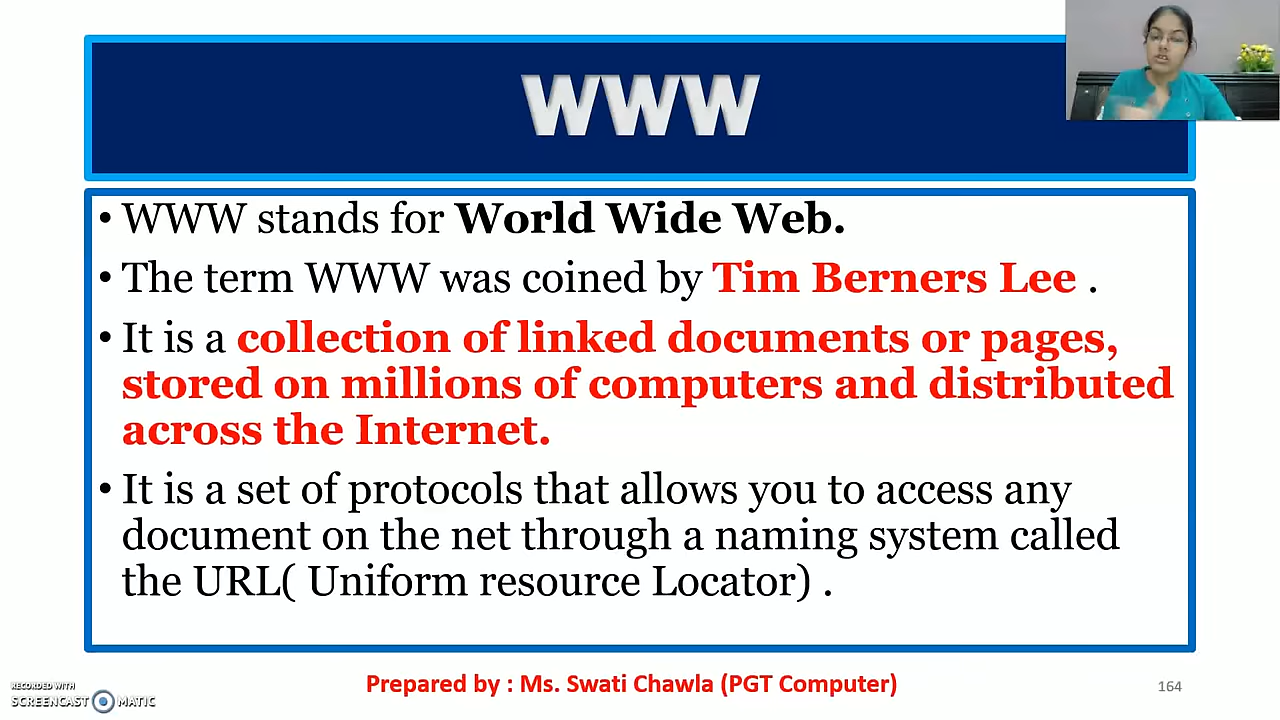 WWW
• WWW stands for World Wide Web.
• The term WWW was coined by Tim Berners Lee .
• It is a collection of linked documents or pages,
stored on millions of computers and distributed
across the Internet.
• It is a set of protocols that allows you to access any
document on the net through a naming system called
the URL( Uniform resource Locator) .
Prepared by : Ms. Swati Chawla (PGT Computer)
164
RECORDED WITH
SCREENCAST MATIC